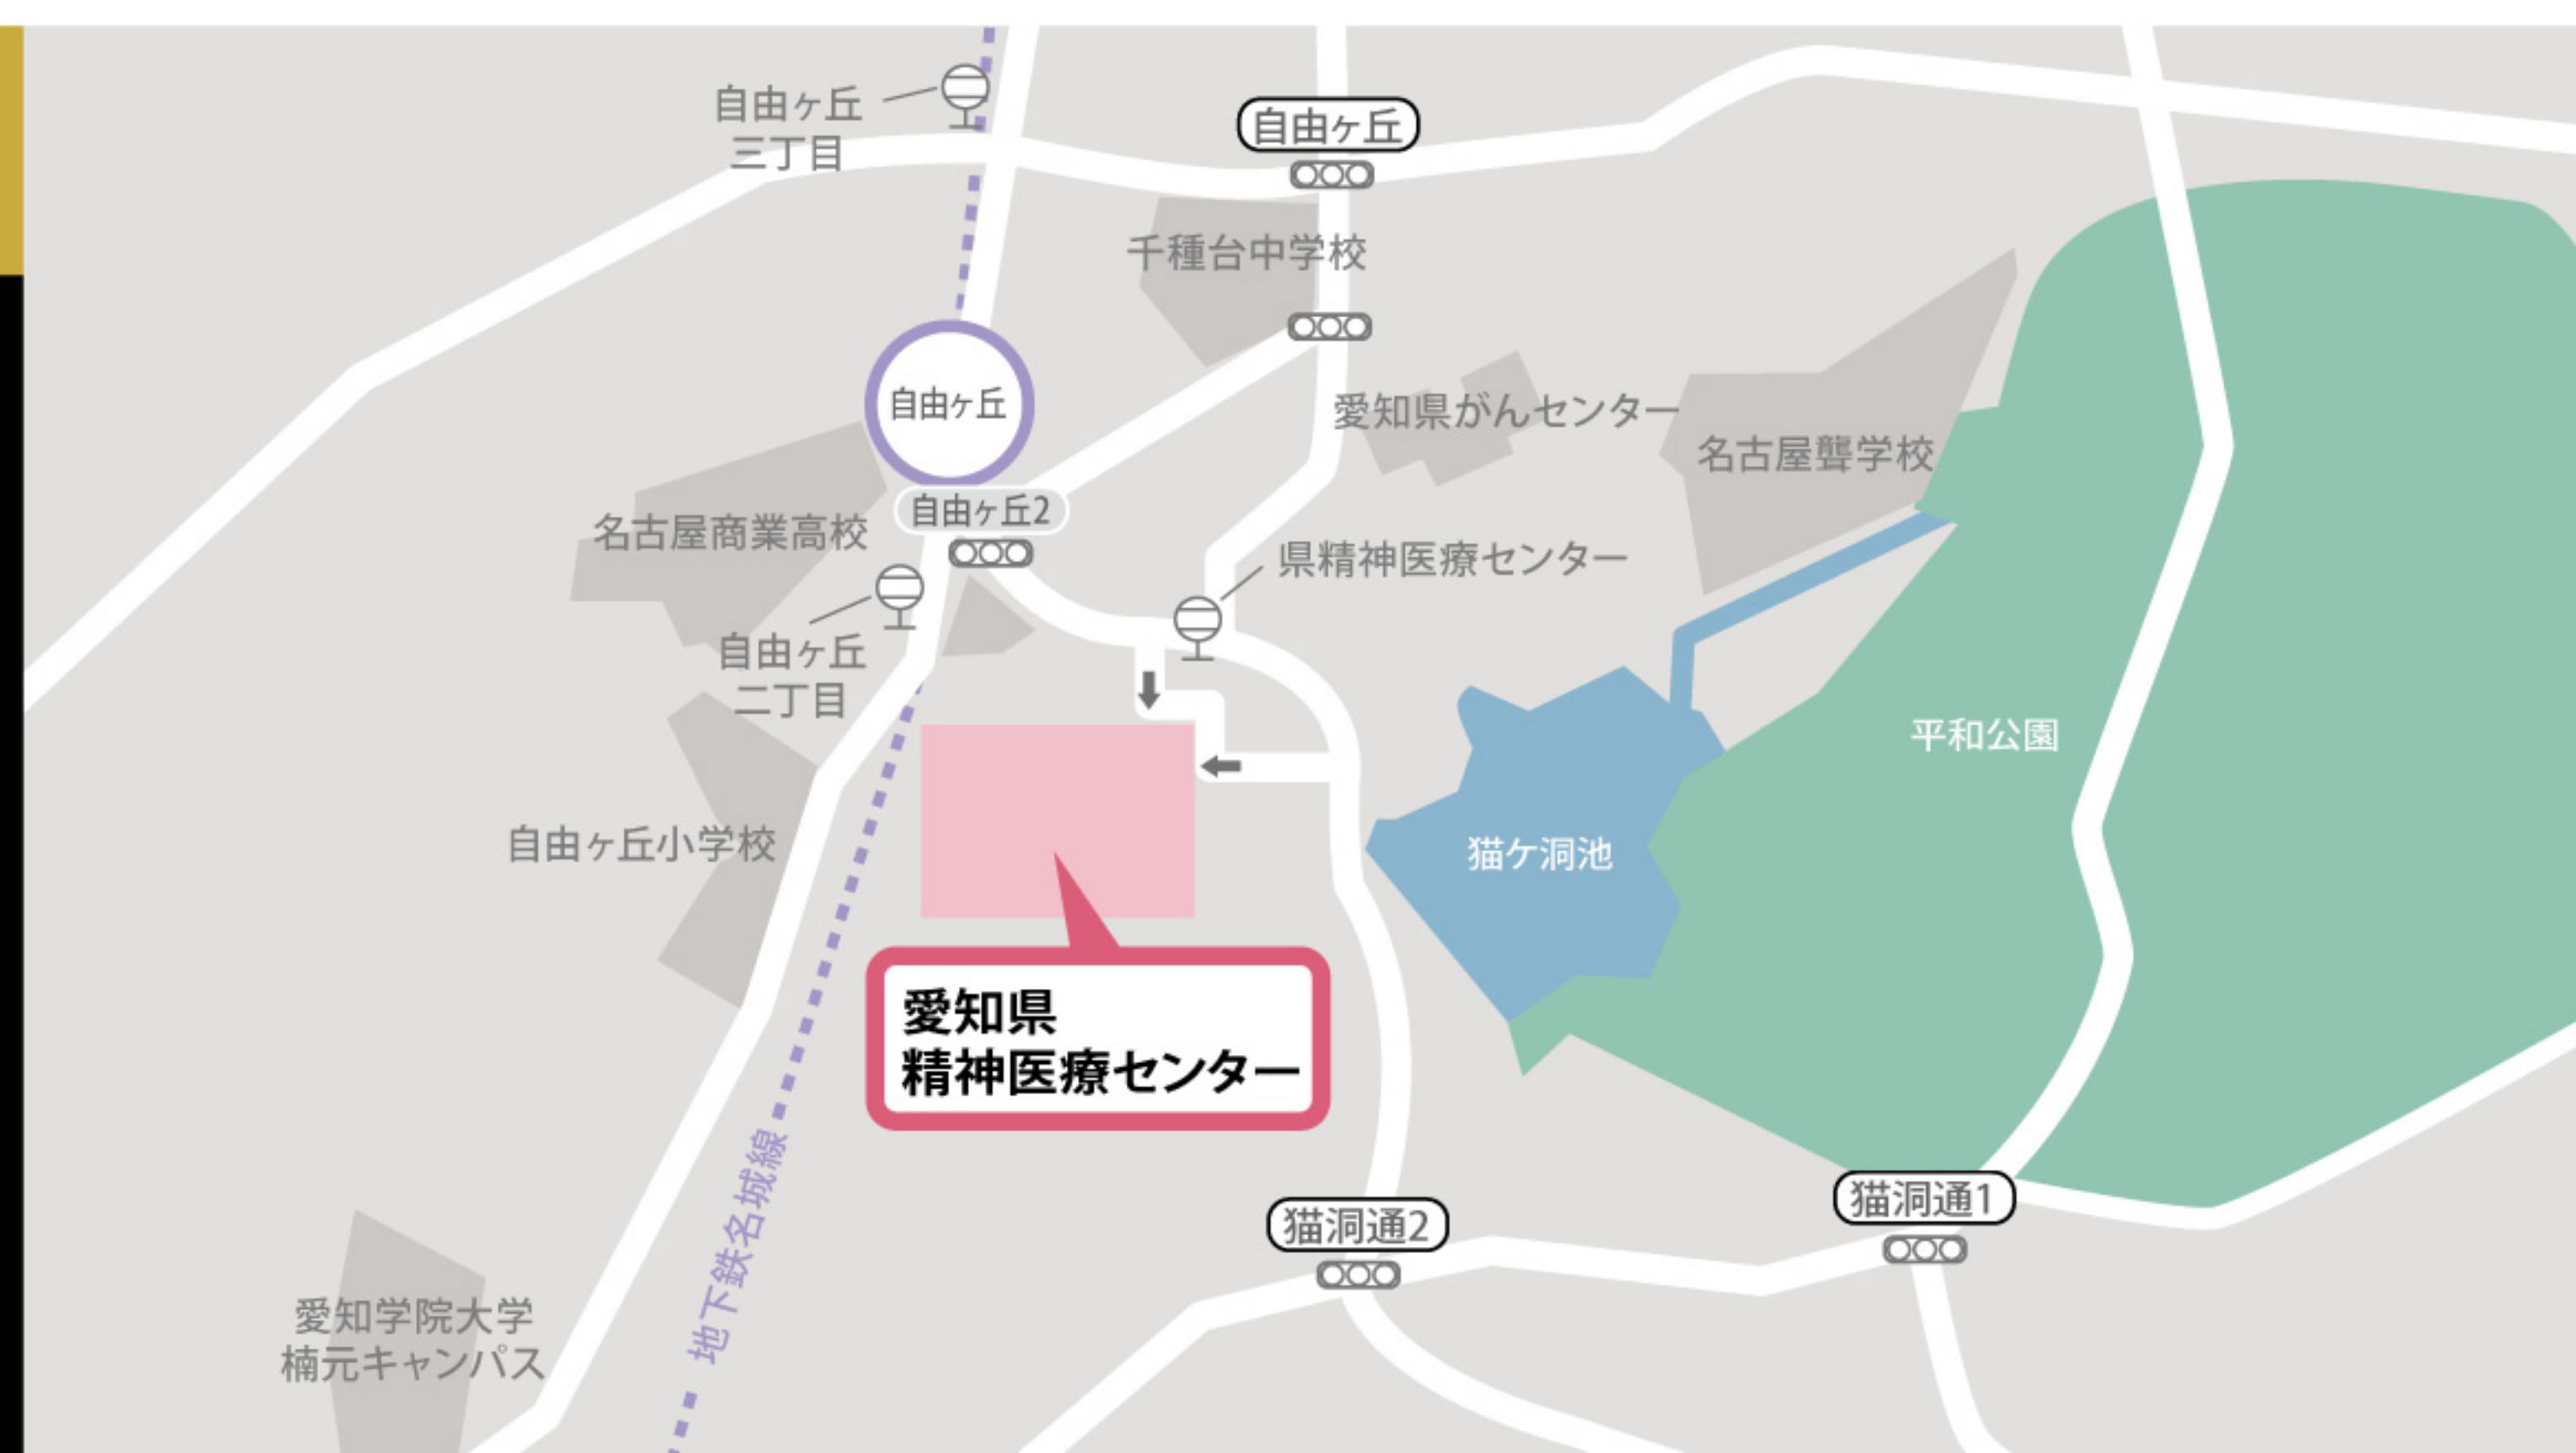 自由ヶ丘
三丁目
自由ヶ丘
千種台中学校
自由ヶ丘
愛知県がんセンター
名古屋聾学校
自由ヶ丘2
名古屋商業高校
県精神医療センター
自由ヶ丘
二丁目
平和公園
自由ヶ丘小学校
猫ケ洞池
愛知県
精神医療センター
地下鉄名城線
猫洞通1
猫洞通2
愛知学院大学
楠元キャンパス